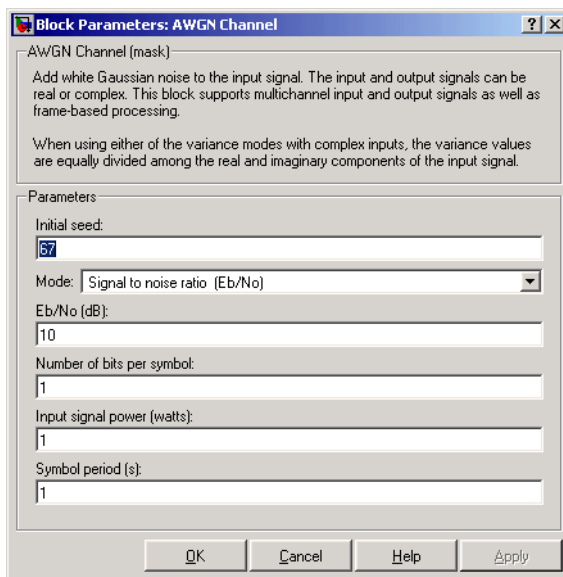 Block Parameters: AWGN Channel
AWGN Channel (mask)
Add white Gaussian noise to the input signal. The input and output signals can be
real or complex. This block supports multichannel input and output signals as well as
frame-based processing.
When using either of the variance modes with complex inputs, the variance values
are equally divided among the real and imaginary components of the input signal.
Parameters
Initial seed:
67
Mode: Signal to noise ratio (Eb/No)
Eb/No (dB):
10
Number of bits per symbol:
1
Input signal power (watts):
1
Symbol period (s):
1
OK Cancel Help Apply